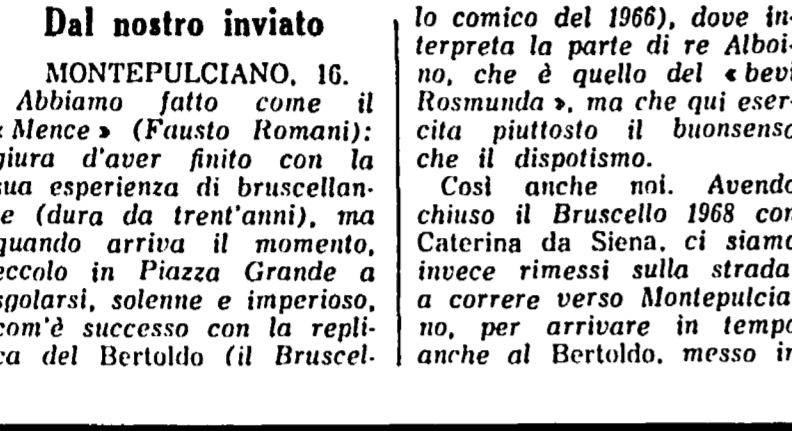 Dal nostro inviato
MONTEPULCIANO, 16.
Abbiamo fatto come il
« Mence » (Fausto Romani):
giura d'aver finito con la
sua esperienza di bruscellan-
e (dura da trent'anni), ma
quando arriva il momento,
eccolo in Piazza Grande a
sgolarsi, solenne e imperioso,
com'è successo con la repli-
ca del Bertoldo (il Bruscel-
lo comico del 1966), dove in-
terpreta la parte di re Alboi-
no, che è quello del « bevi
Rosmunda », ma che qui eser-
cita piuttosto il buonsenso
che il dispotismo.
Così anche noi. Avendo
chiuso il Bruscello 1968 con
Caterina da Siena, ci siamo
invece rimessi sulla strada,
a correre verso Montepulcia-
no, per arrivare in tempo
anche al Bertoldo, messo in